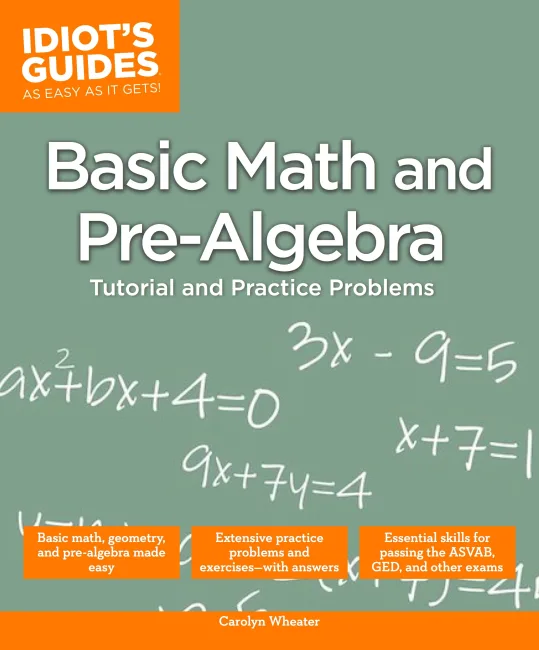 IDIOT'S
GUIDES
AS EASY AS IT GETS!
Basic Math and
Pre-Algebra
Tutorial and Practice Problems
3x - 9=5
ax²+bx+4=0
x+7=1
9x+7y=4
Basic math, geometry,
and pre-algebra made
easy
Extensive practice
problems and
exercises—with answers
Essential skills for
passing the ASVAB,
GED, and other exams
Carolyn Wheater